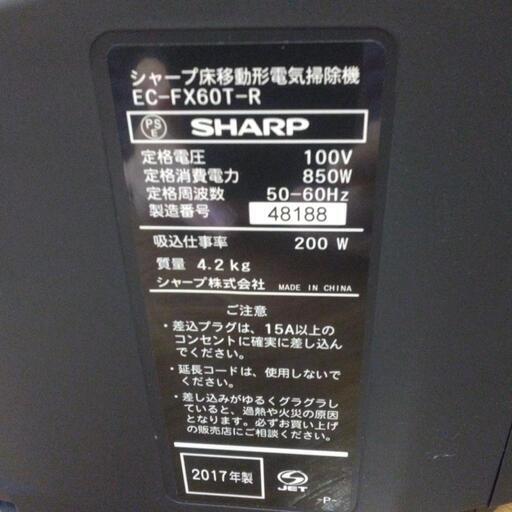 シャープ床移動形電気掃除機
EC-FX60T-R
PS E SHARP
定格電圧 100V
定格消費電力 850W
定格周波数 50-60Hz
製造番号 48188
吸込仕事率 200 W
質量 4.2kg
シャープ株式会社 MADE IN CHINA
ご注意
・差込プラグは、15A以上の
コンセントに確実に差し込ん
でください。
・延長コードは、使用しないで
ください。
・差し込みがゆるくグラグラし
ていると、過熱や火災の原因
となります。必ずお買い上げ
の販売店にご相談ください。
2017年製 JET
-P-